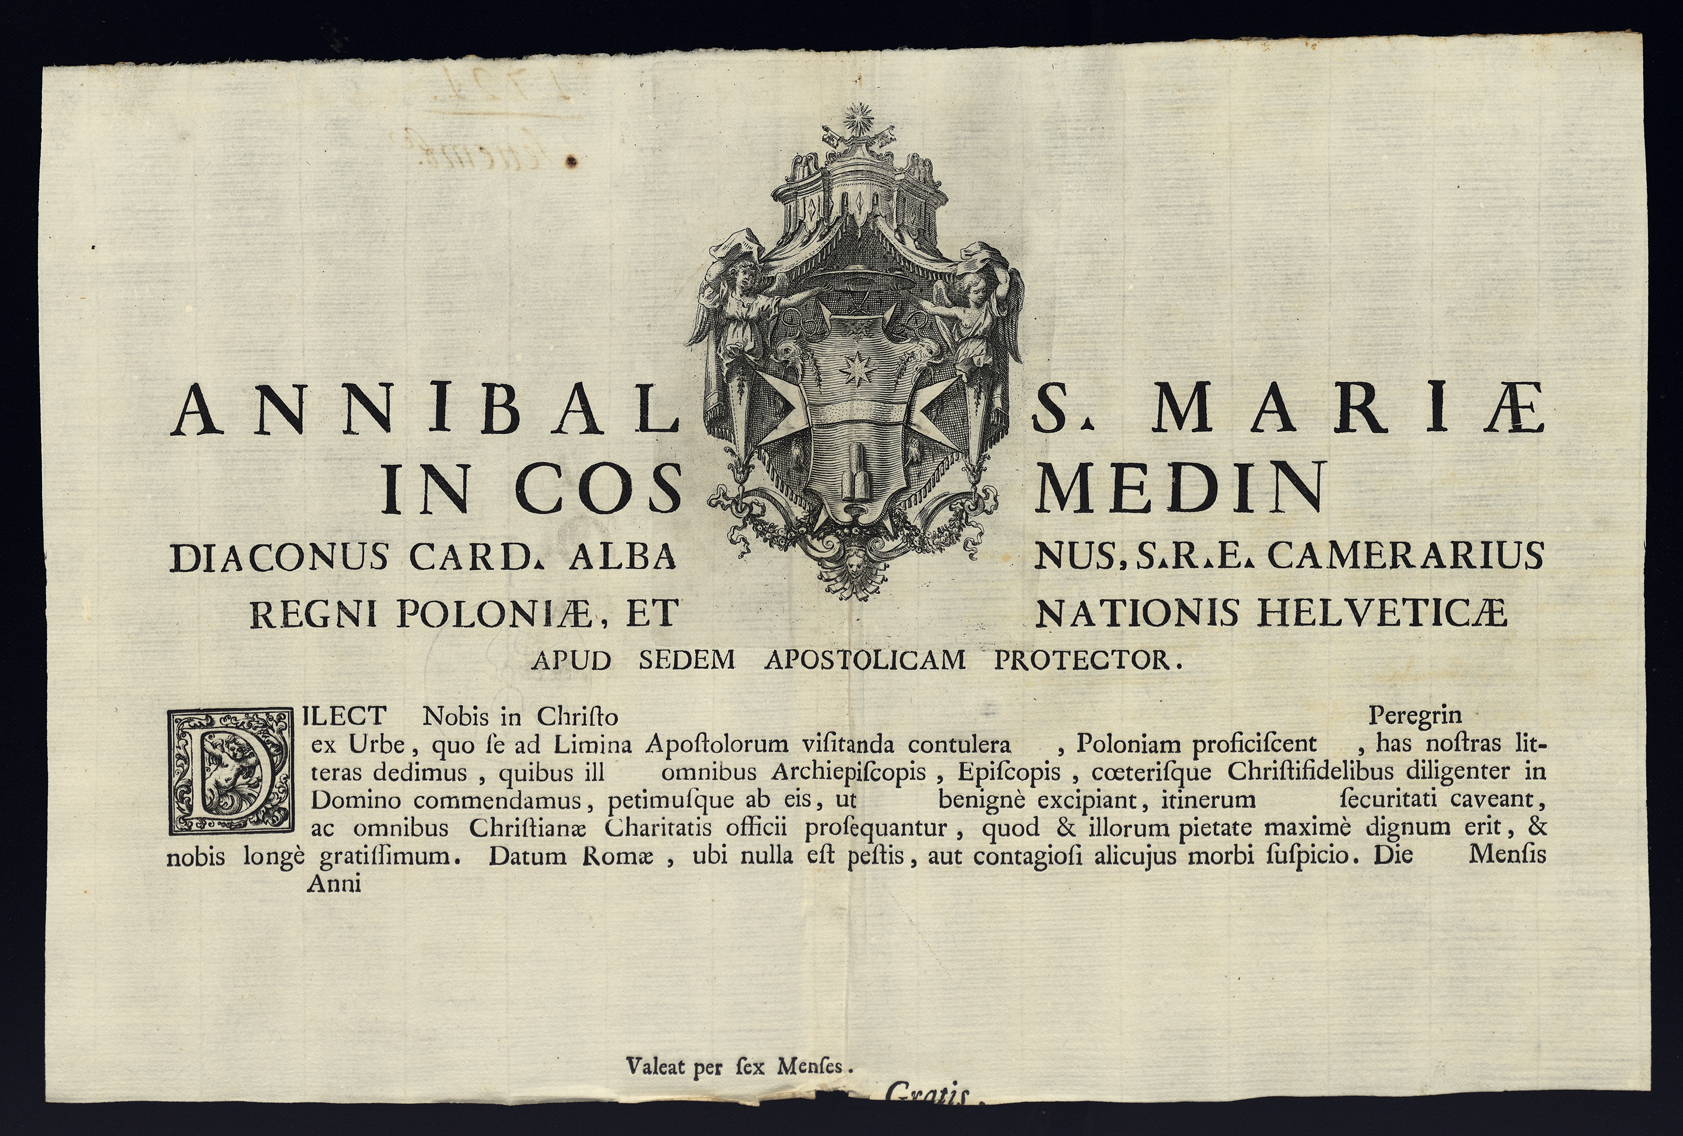 1721.
ANNIBAL S. MARIÆ
IN COSMEDIN
DIACONUS CARD. ALBANUS, S.R.E. CAMERARIUS
REGNI POLONIÆ, ET NATIONIS HELVETICÆ
APUD SEDEM APOSTOLICAM PROTECTOR.
DILECT Nobis in Chriſto Peregrin
ex Urbe, quo ſe ad Limina Apoſtolorum viſitanda contulera , Poloniam proficiſcent , has noſtras lit-
teras dedimus, quibus ill omnibus Archiepiſcopis, Epiſcopis, cœteriſque Chriſtifidelibus diligenter in
Domino commendamus, petimuſque ab eis, ut benignè excipiant, itinerum ſecuritati caveant,
ac omnibus Chriſtianæ Charitatis officii proſequantur, quod & illorum pietate maximè dignum erit, &
nobis longè gratiſſimum. Datum Romæ, ubi nulla eſt peſtis, aut contagioſi alicujus morbi ſuſpicio. Die Menſis
Anni
Valeat per ſex Menſes.
Gratis.